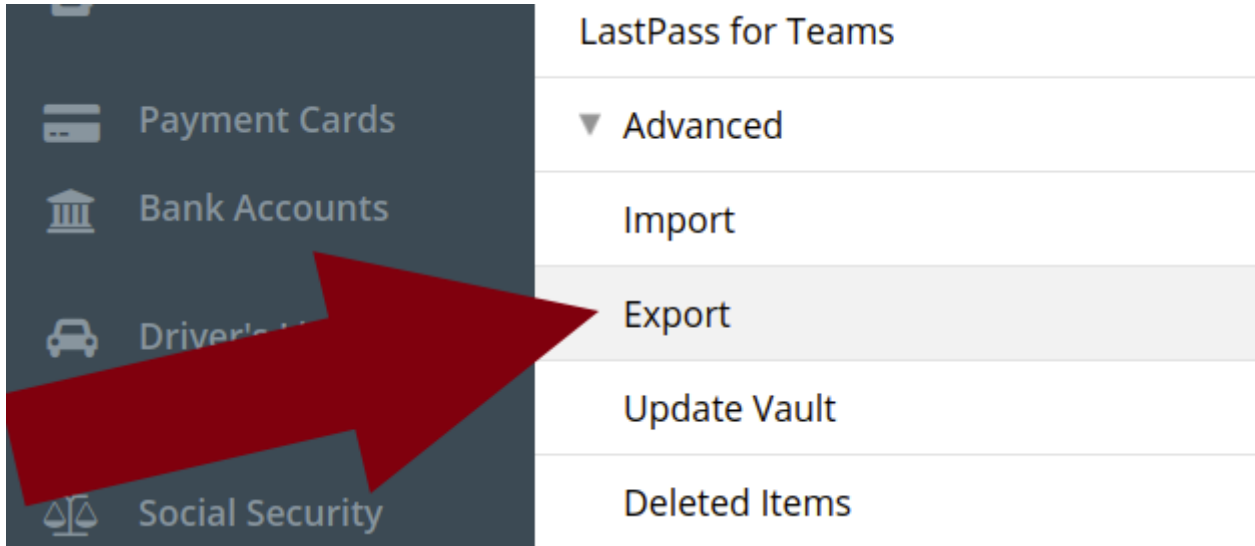 Payment Cards
Bank Accounts
Driver's
Social Security
LastPass for Teams
Advanced
Import
Export
Update Vault
Deleted Items